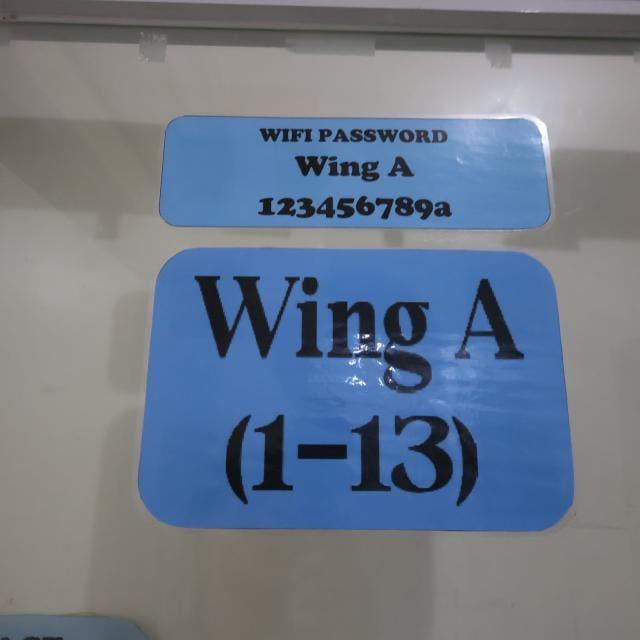 WIFI PASSWORD
Wing A
123456789a
Wing A
(1-13)